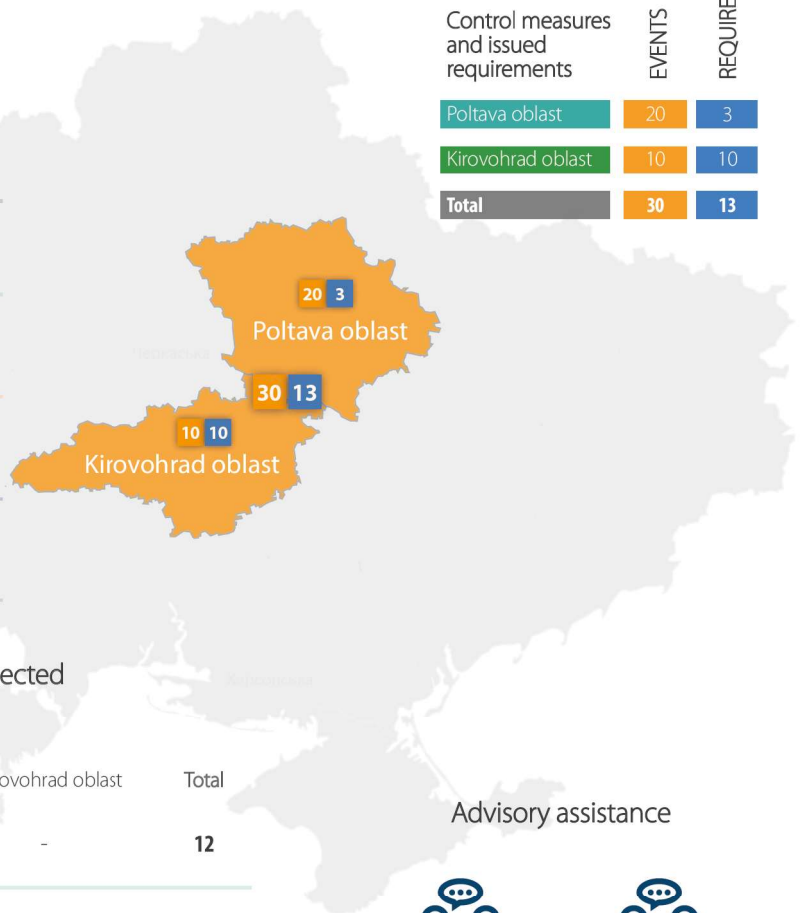 Control measures
and issued
requirements
EVENTS
REQUIRE
Poltava oblast 20 3
Kirovohrad oblast 10 10
Total 30 13
20 3
Poltava oblast
30 13
10 10
Kirovohrad oblast
ected
ovohrad oblast Total
- 12
Advisory assistance